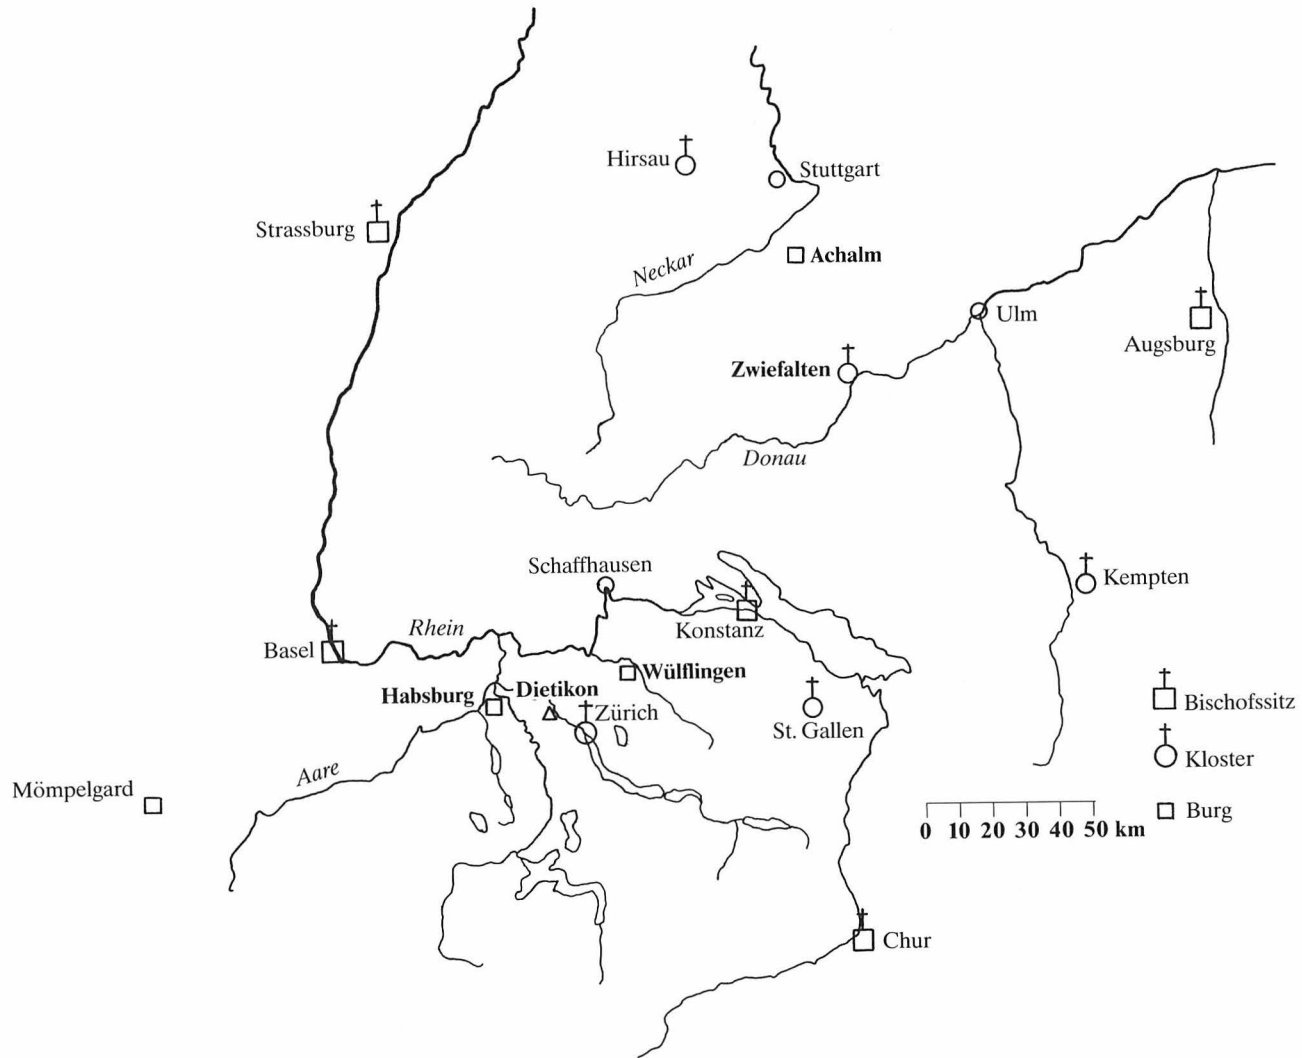 Hirsau
Stuttgart
Strassburg
Neckar
Achalm
Ulm
Augsburg
Zwiefalten
Donau
Schaffhausen
Kempten
Konstanz
Rhein
Basel
Wülflingen
Habsburg
Dietikon
Zürich
St. Gallen
Bischofssitz
Kloster
Aare
Mömpelgard
Burg
0 10 20 30 40 50 km
Chur